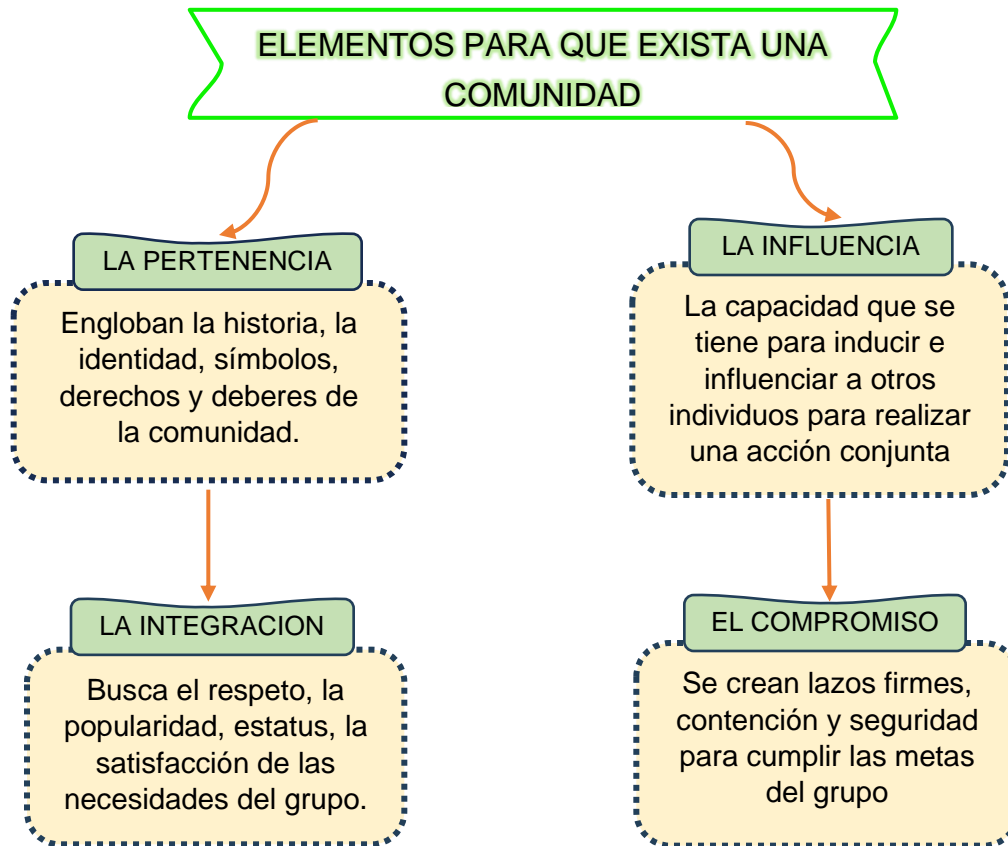 ELEMENTOS PARA QUE EXISTA UNA
COMUNIDAD
LA PERTENENCIA
Engloban la historia, la
identidad, símbolos,
derechos y deberes de
la comunidad.
LA INFLUENCIA
La capacidad que se
tiene para inducir e
influenciar a otros
individuos para realizar
una acción conjunta
LA INTEGRACION
Busca el respeto, la
popularidad, estatus, la
satisfacción de las
necesidades del grupo.
EL COMPROMISO
Se crean lazos firmes,
contención y seguridad
para cumplir las metas
del grupo